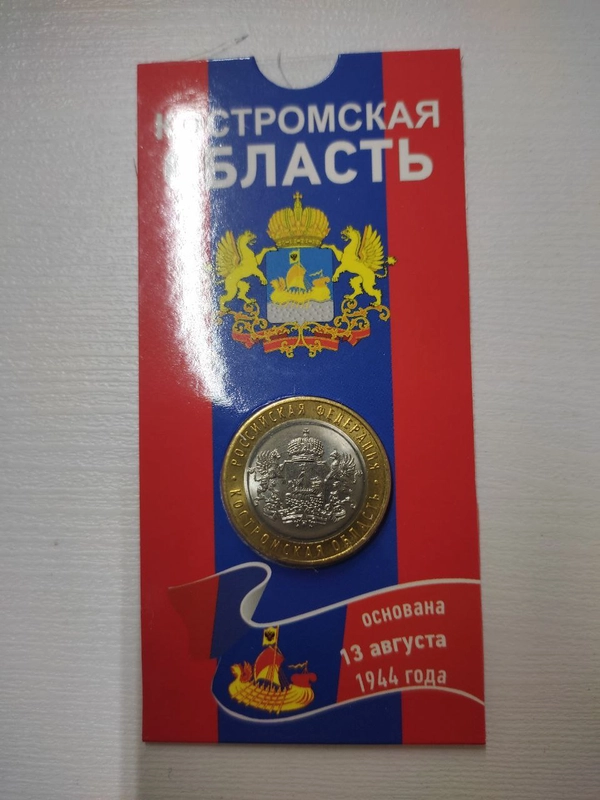 КОСТРОМСКАЯ
ОБЛАСТЬ
РОССИЙСКАЯ ФЕДЕРАЦИЯ
КОСТРОМСКАЯ ОБЛАСТЬ
основана
13 августа
1944 года